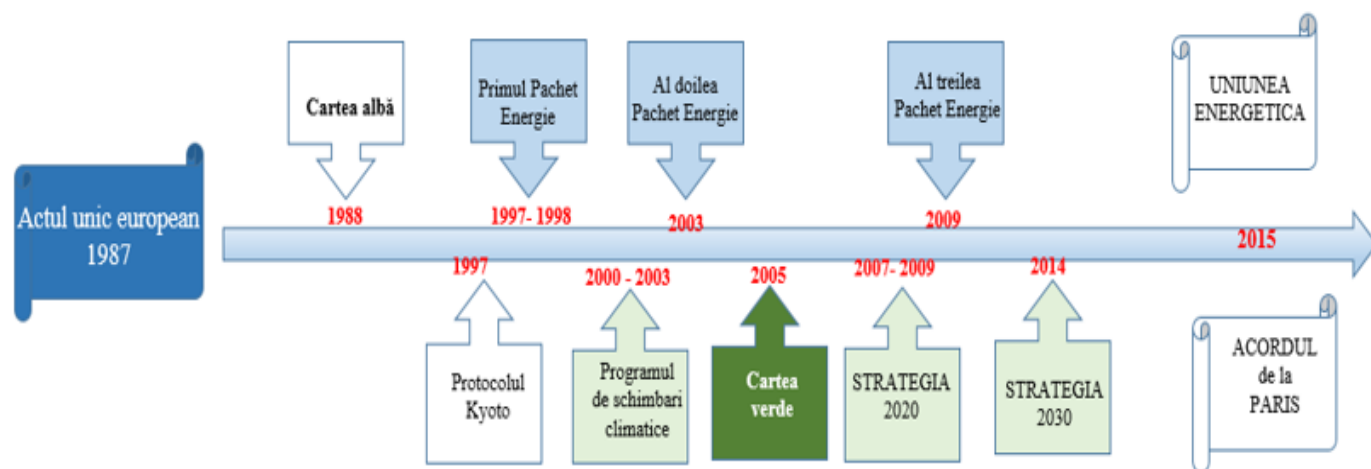 Cartea albă
Primul Pachet
Energie
Al doilea
Pachet Energie
Al treilea
Pachet Energie
UNIUNEA
ENERGETICA
Actul unic european
1987
1988
1997- 1998
2003
2009
2015
1997
2000 - 2003
2005
2007- 2009
2014
Protocolul
Kyoto
Programul
de schimbari
climatice
Cartea
verde
STRATEGIA
2020
STRATEGIA
2030
ACORDUL
de la
PARIS